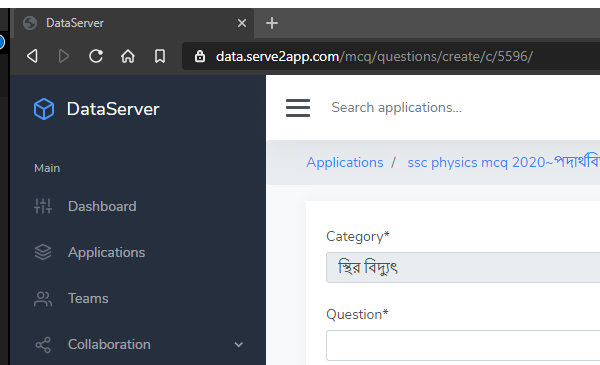 DataServer
data.serve2app.com/mcq/questions/create/c/5596/
DataServer
Search applications...
Main
Applications / ssc physics mcq 2020~পদার্থবি
Dashboard
Category*
Applications
স্থির বিদ্যুৎ
Teams
Question*
Collaboration